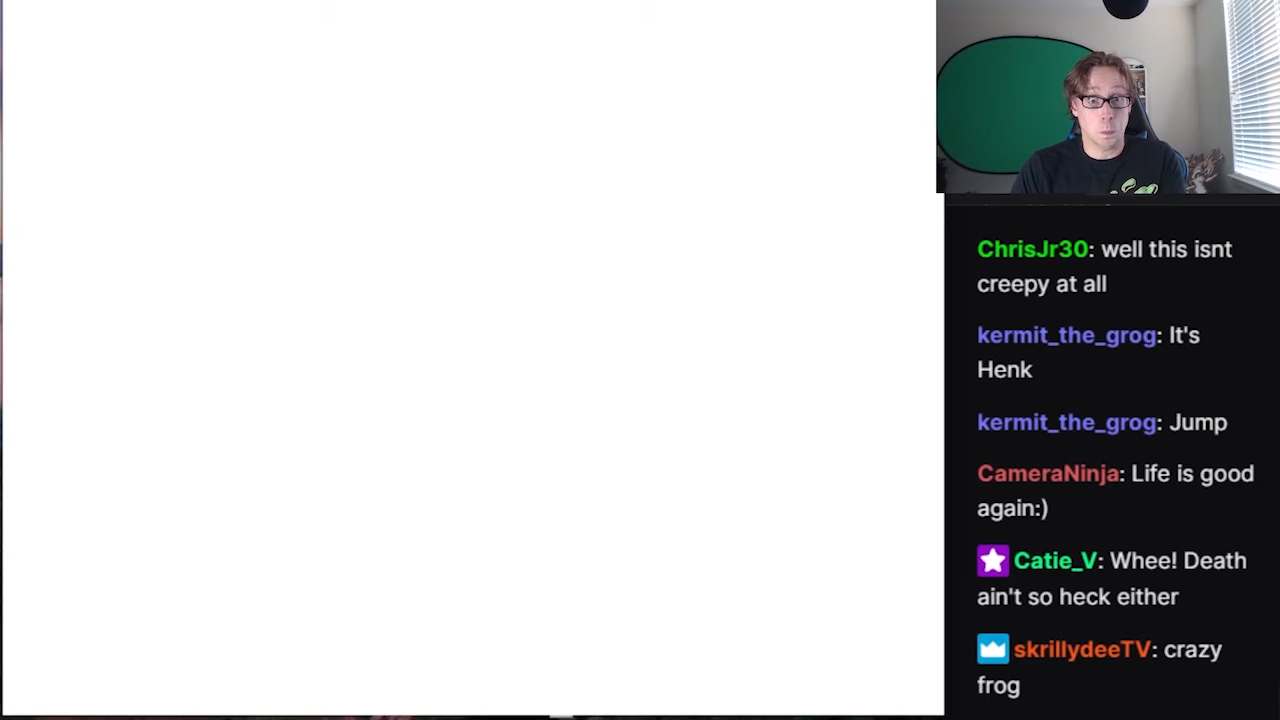 ChrisJr30: well this isnt
creepy at all
kermit_the_grog: It's
Henk
kermit_the_grog: Jump
CameraNinja: Life is good
again:)
Catie_V: Whee! Death
ain't so heck either
skrillydeeTV: crazy
frog